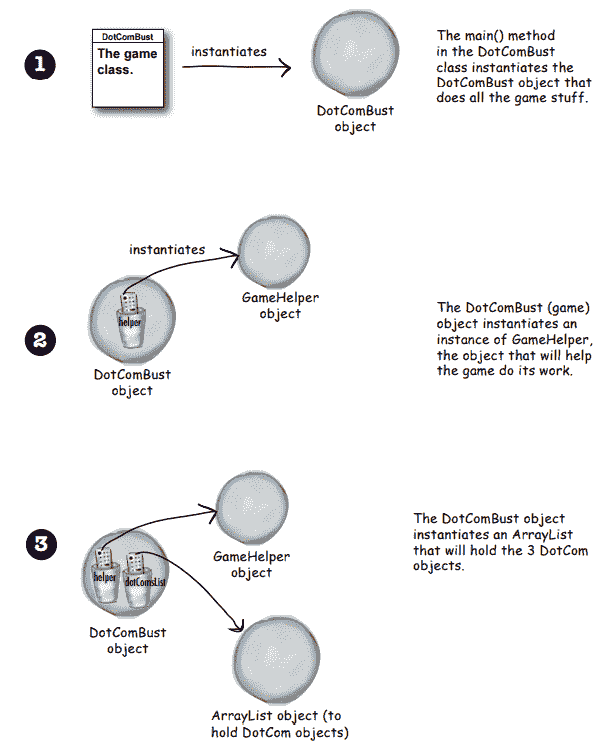 1
DotComBust
The game
class.
instantiates
DotComBust
object
The main() method
in the DotComBust
class instantiates the
DotComBust object that
does all the game stuff.
2
instantiates
helper
DotComBust
object
GameHelper
object
The DotComBust (game)
object instantiates an
instance of GameHelper,
the object that will help
the game do its work.
3
helper
dotComsList
DotComBust
object
GameHelper
object
ArrayList object (to
hold DotCom objects)
The DotComBust object
instantiates an ArrayList
that will hold the 3 DotCom
objects.